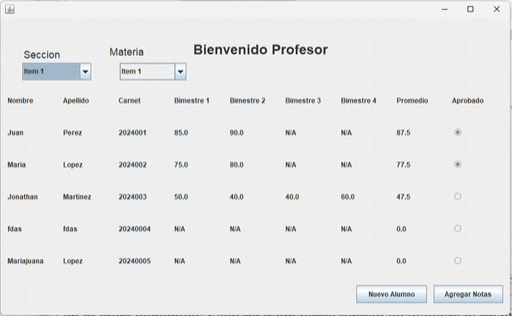 Bienvenido Profesor
Seccion Materia
Item 1 Item 1
Nombre Apellido Carnet Bimestre 1 Bimestre 2 Bimestre 3 Bimestre 4 Promedio Aprobado
Juan Perez 2024001 85.0 90.0 N/A N/A 87.5
Maria Lopez 2024002 75.0 80.0 N/A N/A 77.5
Jonathan Martinez 2024003 50.0 40.0 40.0 60.0 47.5
fdas fdas 20240004 N/A N/A N/A N/A 0.0
Mariajuana Lopez 20240005 N/A N/A N/A N/A 0.0
Nuevo Alumno Agregar Notas